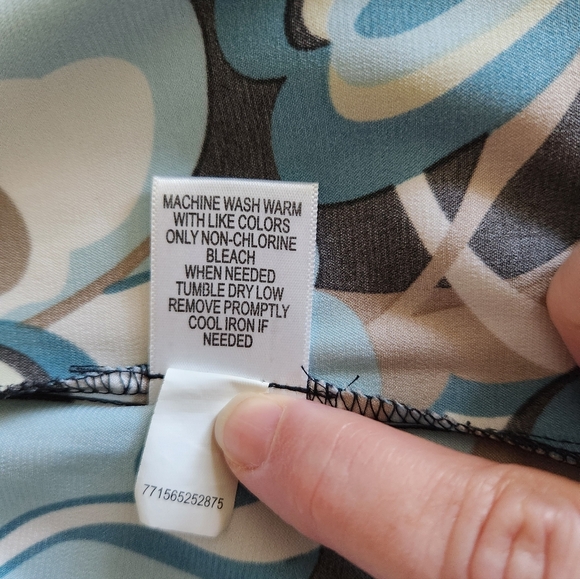 MACHINE WASH WARM
WITH LIKE COLORS
ONLY NON-CHLORINE
BLEACH
WHEN NEEDED
TUMBLE DRY LOW
REMOVE PROMPTLY
COOL IRON IF
NEEDED
771565252875